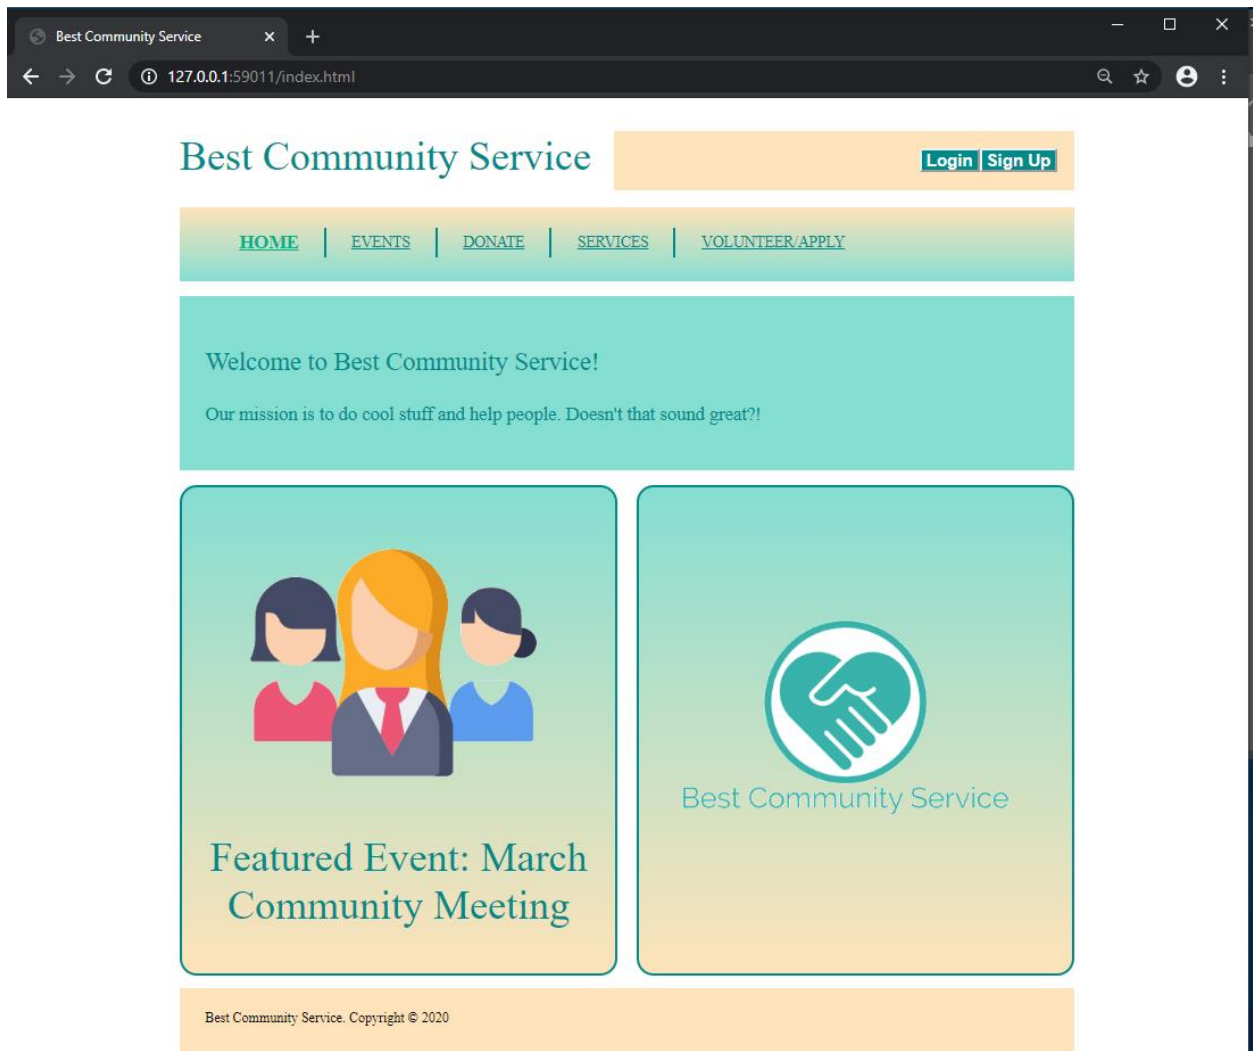 Best Community Service
127.0.0.1:59011/index.html
Best Community Service
Login Sign Up
HOME EVENTS DONATE SERVICES VOLUNTEER/APPLY
Welcome to Best Community Service!
Our mission is to do cool stuff and help people. Doesn't that sound great?!
Featured Event: March
Community Meeting
Best Community Service
Best Community Service. Copyright © 2020